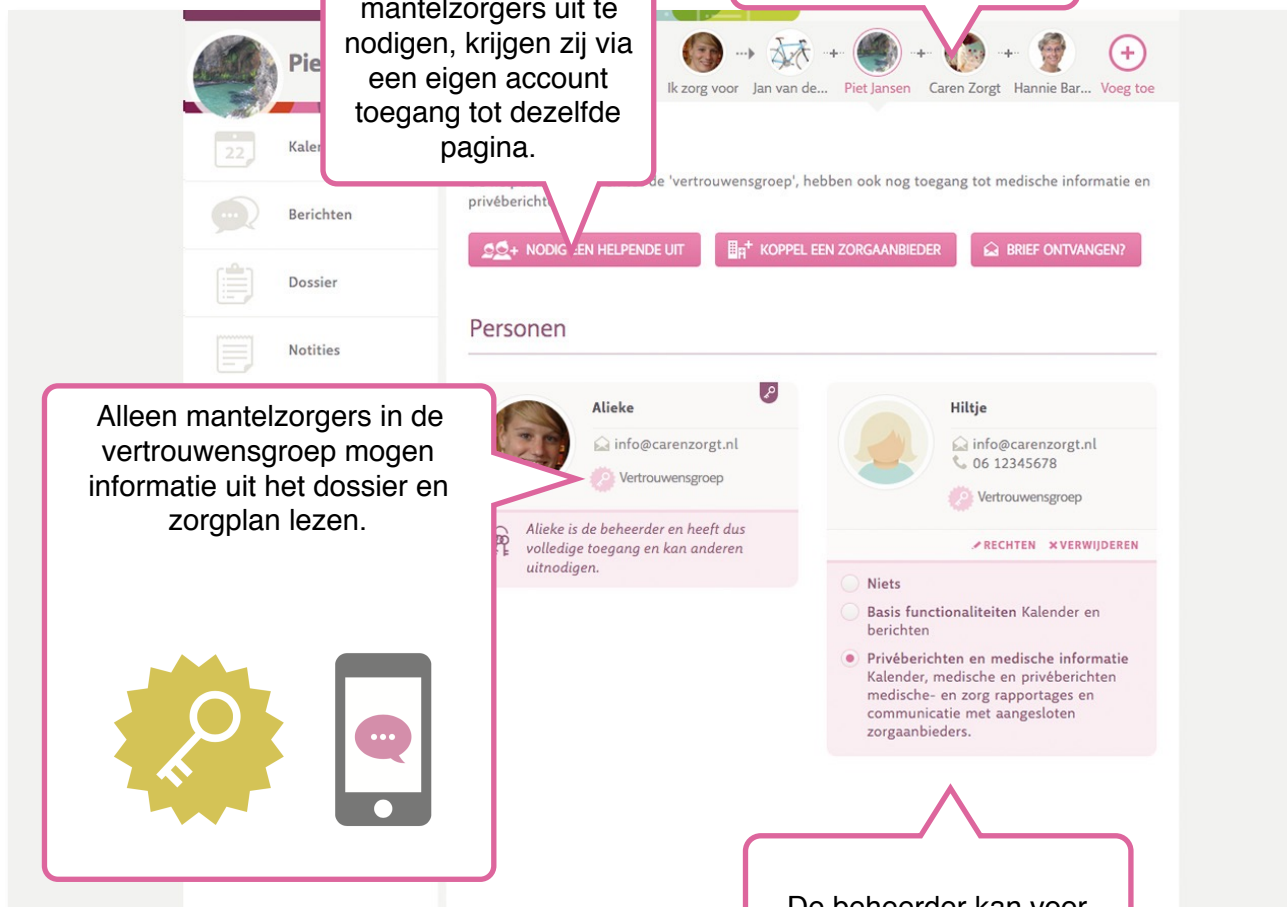 mantelzorgers uit te
nodigen, krijgen zij via
een eigen account
toegang tot dezelfde
pagina.
Ik zorg voor
Jan van de...
Piet Jansen
Caren Zorgt
Hannie Bar...
Voeg toe
22
Berichten
Dossier
Notities
de 'vertrouwensgroep', hebben ook nog toegang tot medische informatie en
NODIG EEN HELPENDE UIT
KOPPEL EEN ZORGAANBIEDER
BRIEF ONTVANGEN?
Personen
Alleen mantelzorgers in de
vertrouwensgroep mogen
informatie uit het dossier en
zorgplan lezen.
Alieke
info@carenzorgt.nl
Vertrouwensgroep
Alieke is de beheerder en heeft dus
volledige toegang en kan anderen
uitnodigen.
Hiltje
info@carenzorgt.nl
06 12345678
Vertrouwensgroep
RECHTEN
VERWIJDEREN
Niets
Basis functionaliteiten Kalender en
berichten
Privéberichten en medische informatie
Kalender, medische en privéberichten
medische- en zorg rapportages en
communicatie met aangesloten
zorgaanbieders.
De beheerder kan voor